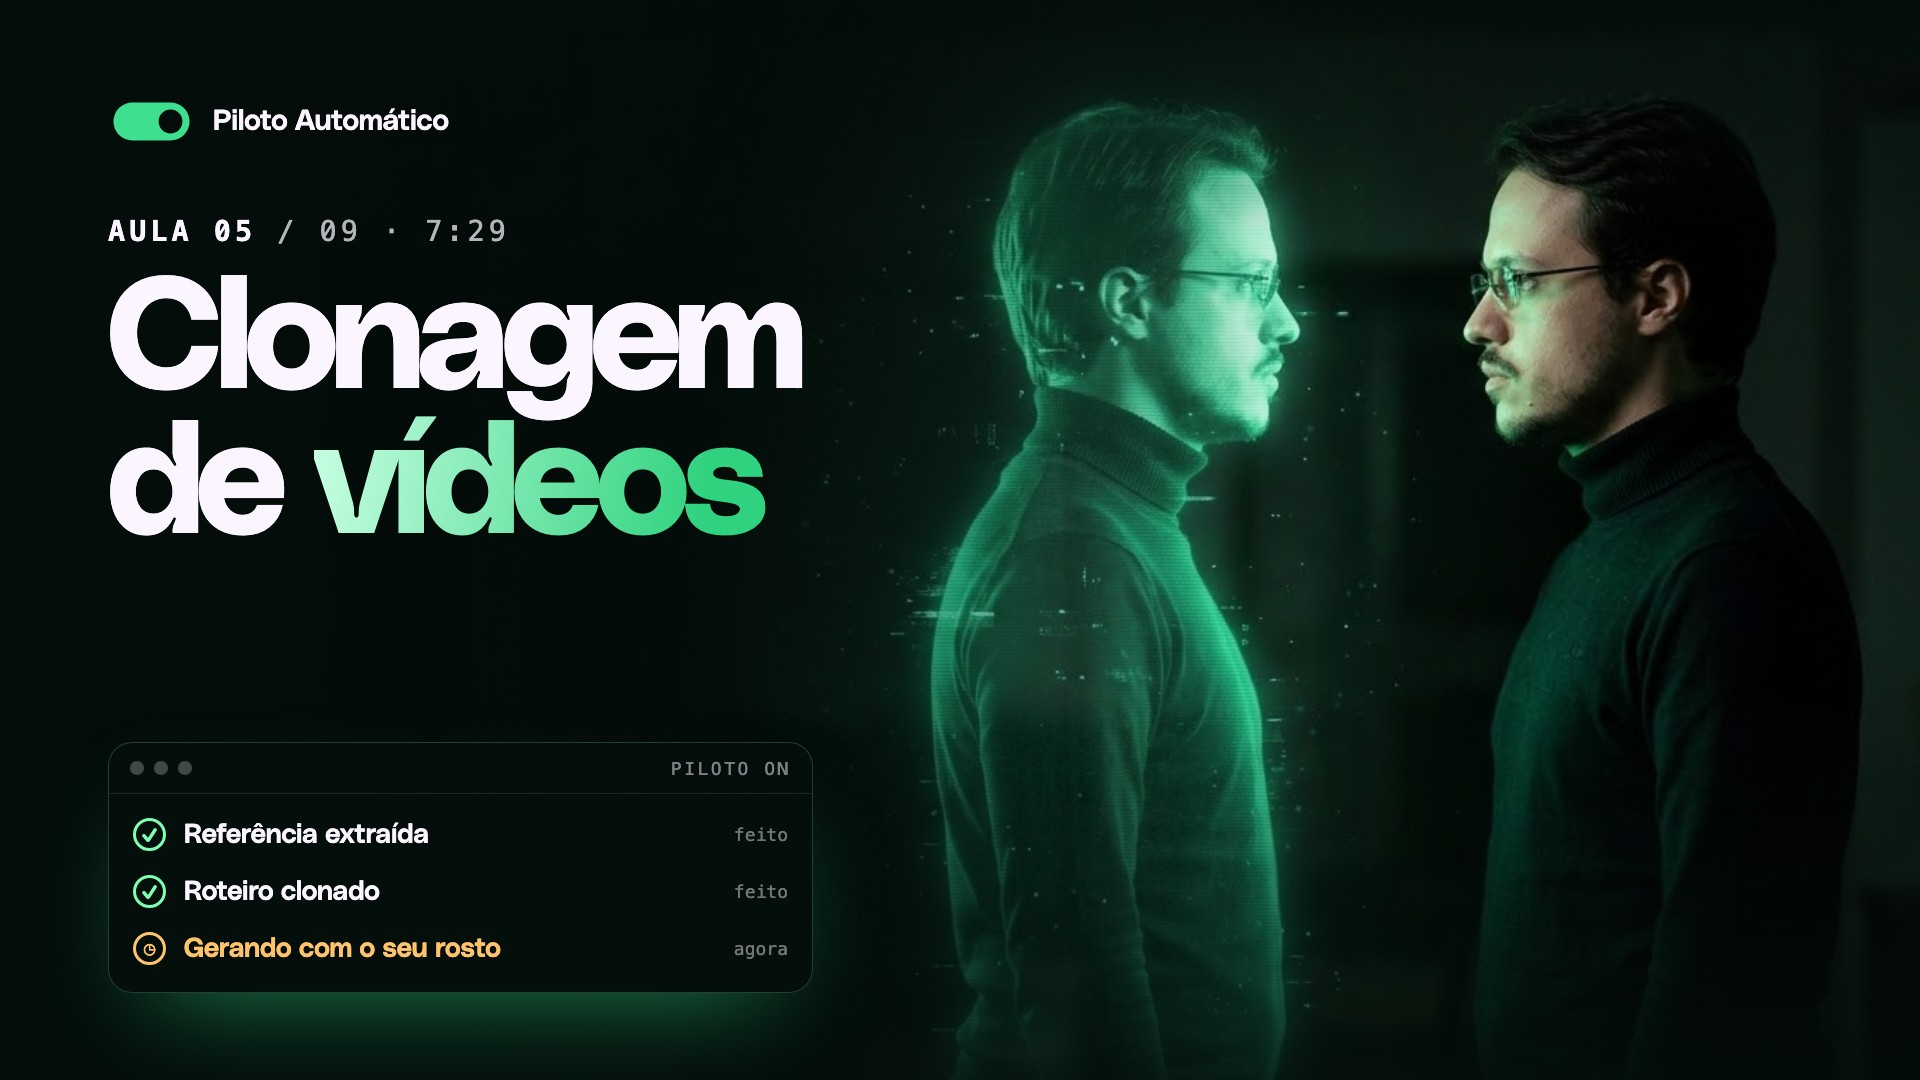 Piloto Automático
AULA 05 / 09 · 7:29
Clonagem
de vídeos
PILOTO ON
Referência extraída feito
Roteiro clonado feito
Gerando com o seu rosto agora